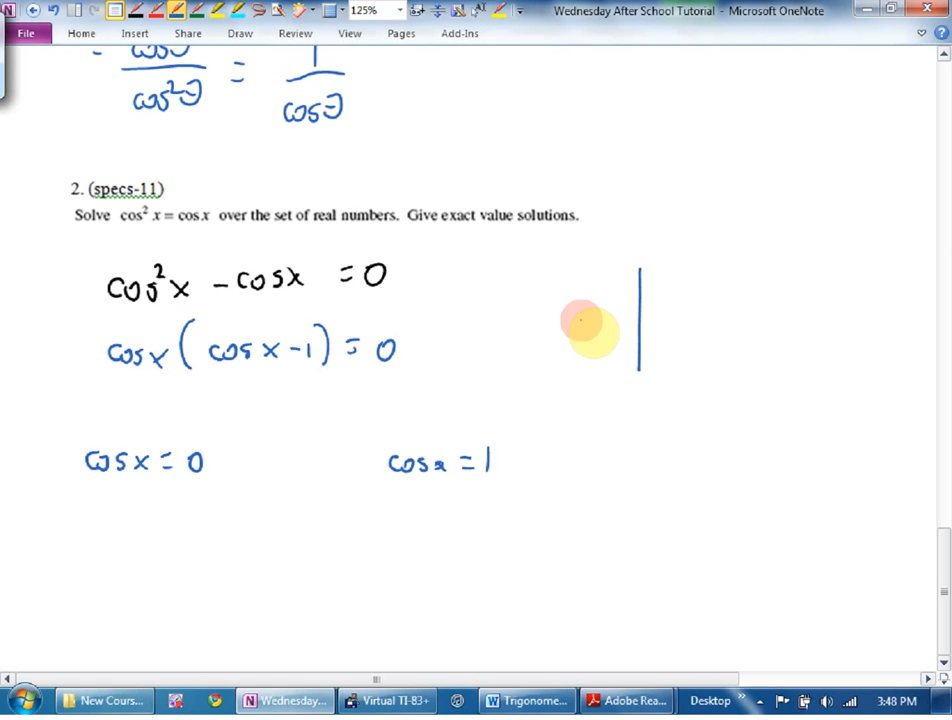 125% Wednesday After School Tutorial - Microsoft OneNote
File Home Insert Share Draw Review View Pages Add-Ins
cos²θ = 1
cosθ
2. (specs-11)
Solve cos² x = cos x over the set of real numbers. Give exact value solutions.
cos²x - cosx = 0
cosx ( cosx - 1 ) = 0
cosx = 0 cosx = 1
New Cour... Wednesday... Virtual TI-83+ Trigonome... Adobe Rea... Desktop 3:48 PM